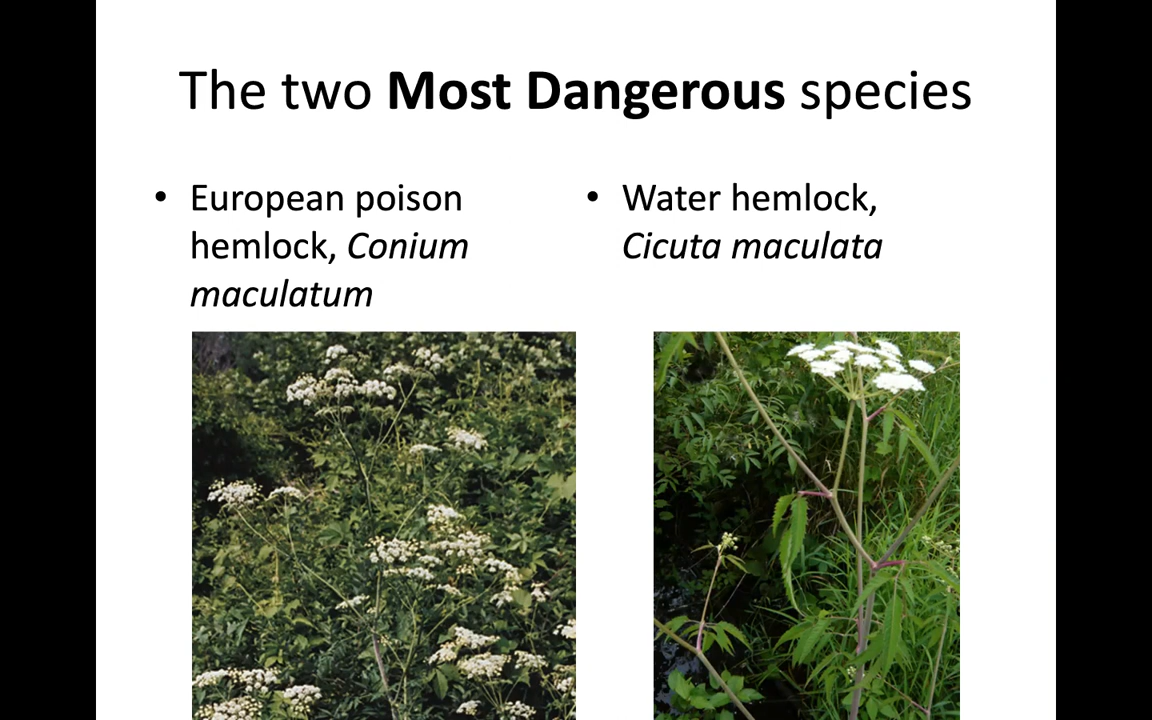 The two Most Dangerous species
• European poison
hemlock, Conium
maculatum
• Water hemlock,
Cicuta maculata